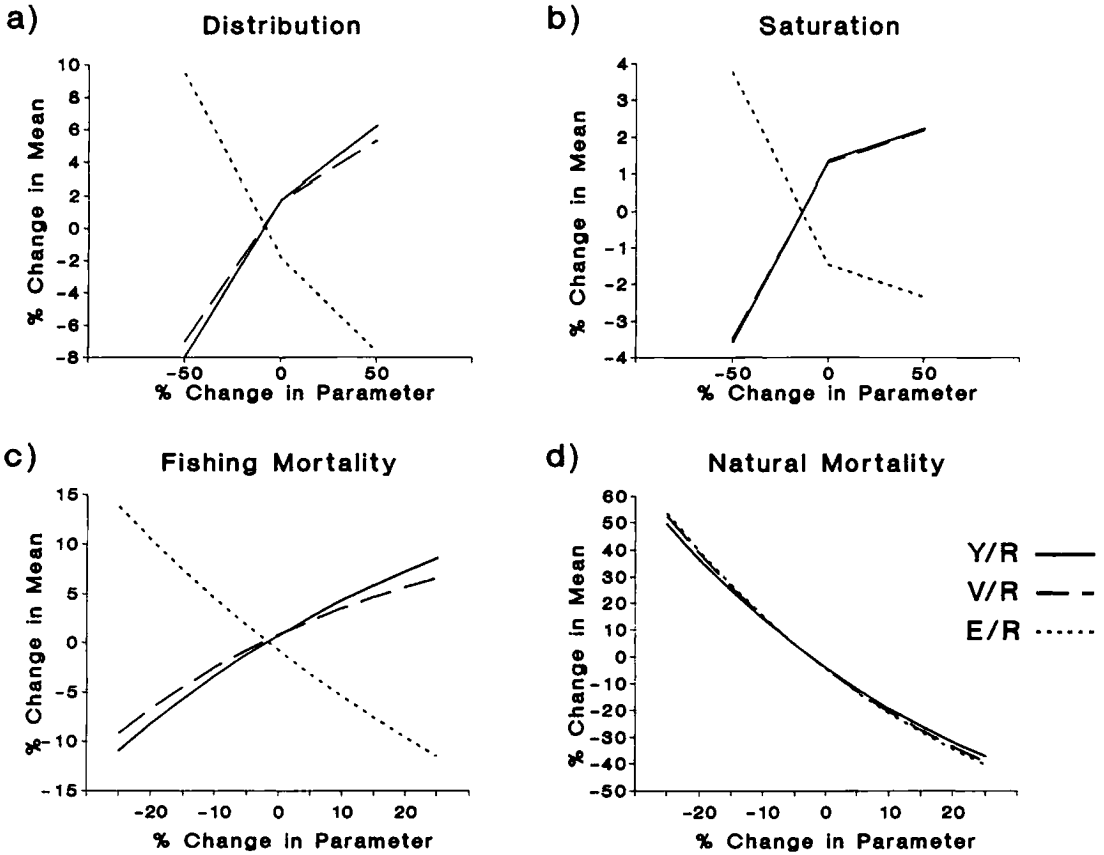 a)
Distribution
% Change in Mean
10
8
6
4
2
0
-2
-4
-6
-8
-50
0
50
% Change in Parameter
b)
Saturation
% Change in Mean
4
3
2
1
0
-1
-2
-3
-4
-50
0
50
% Change in Parameter
c)
Fishing Mortality
% Change in Mean
15
10
5
0
-5
-10
-15
-20
-10
0
10
20
% Change in Parameter
d)
Natural Mortality
% Change in Mean
60
50
40
30
20
10
0
-10
-20
-30
-40
-50
-20
-10
0
10
20
% Change in Parameter
Y/R
V/R
E/R